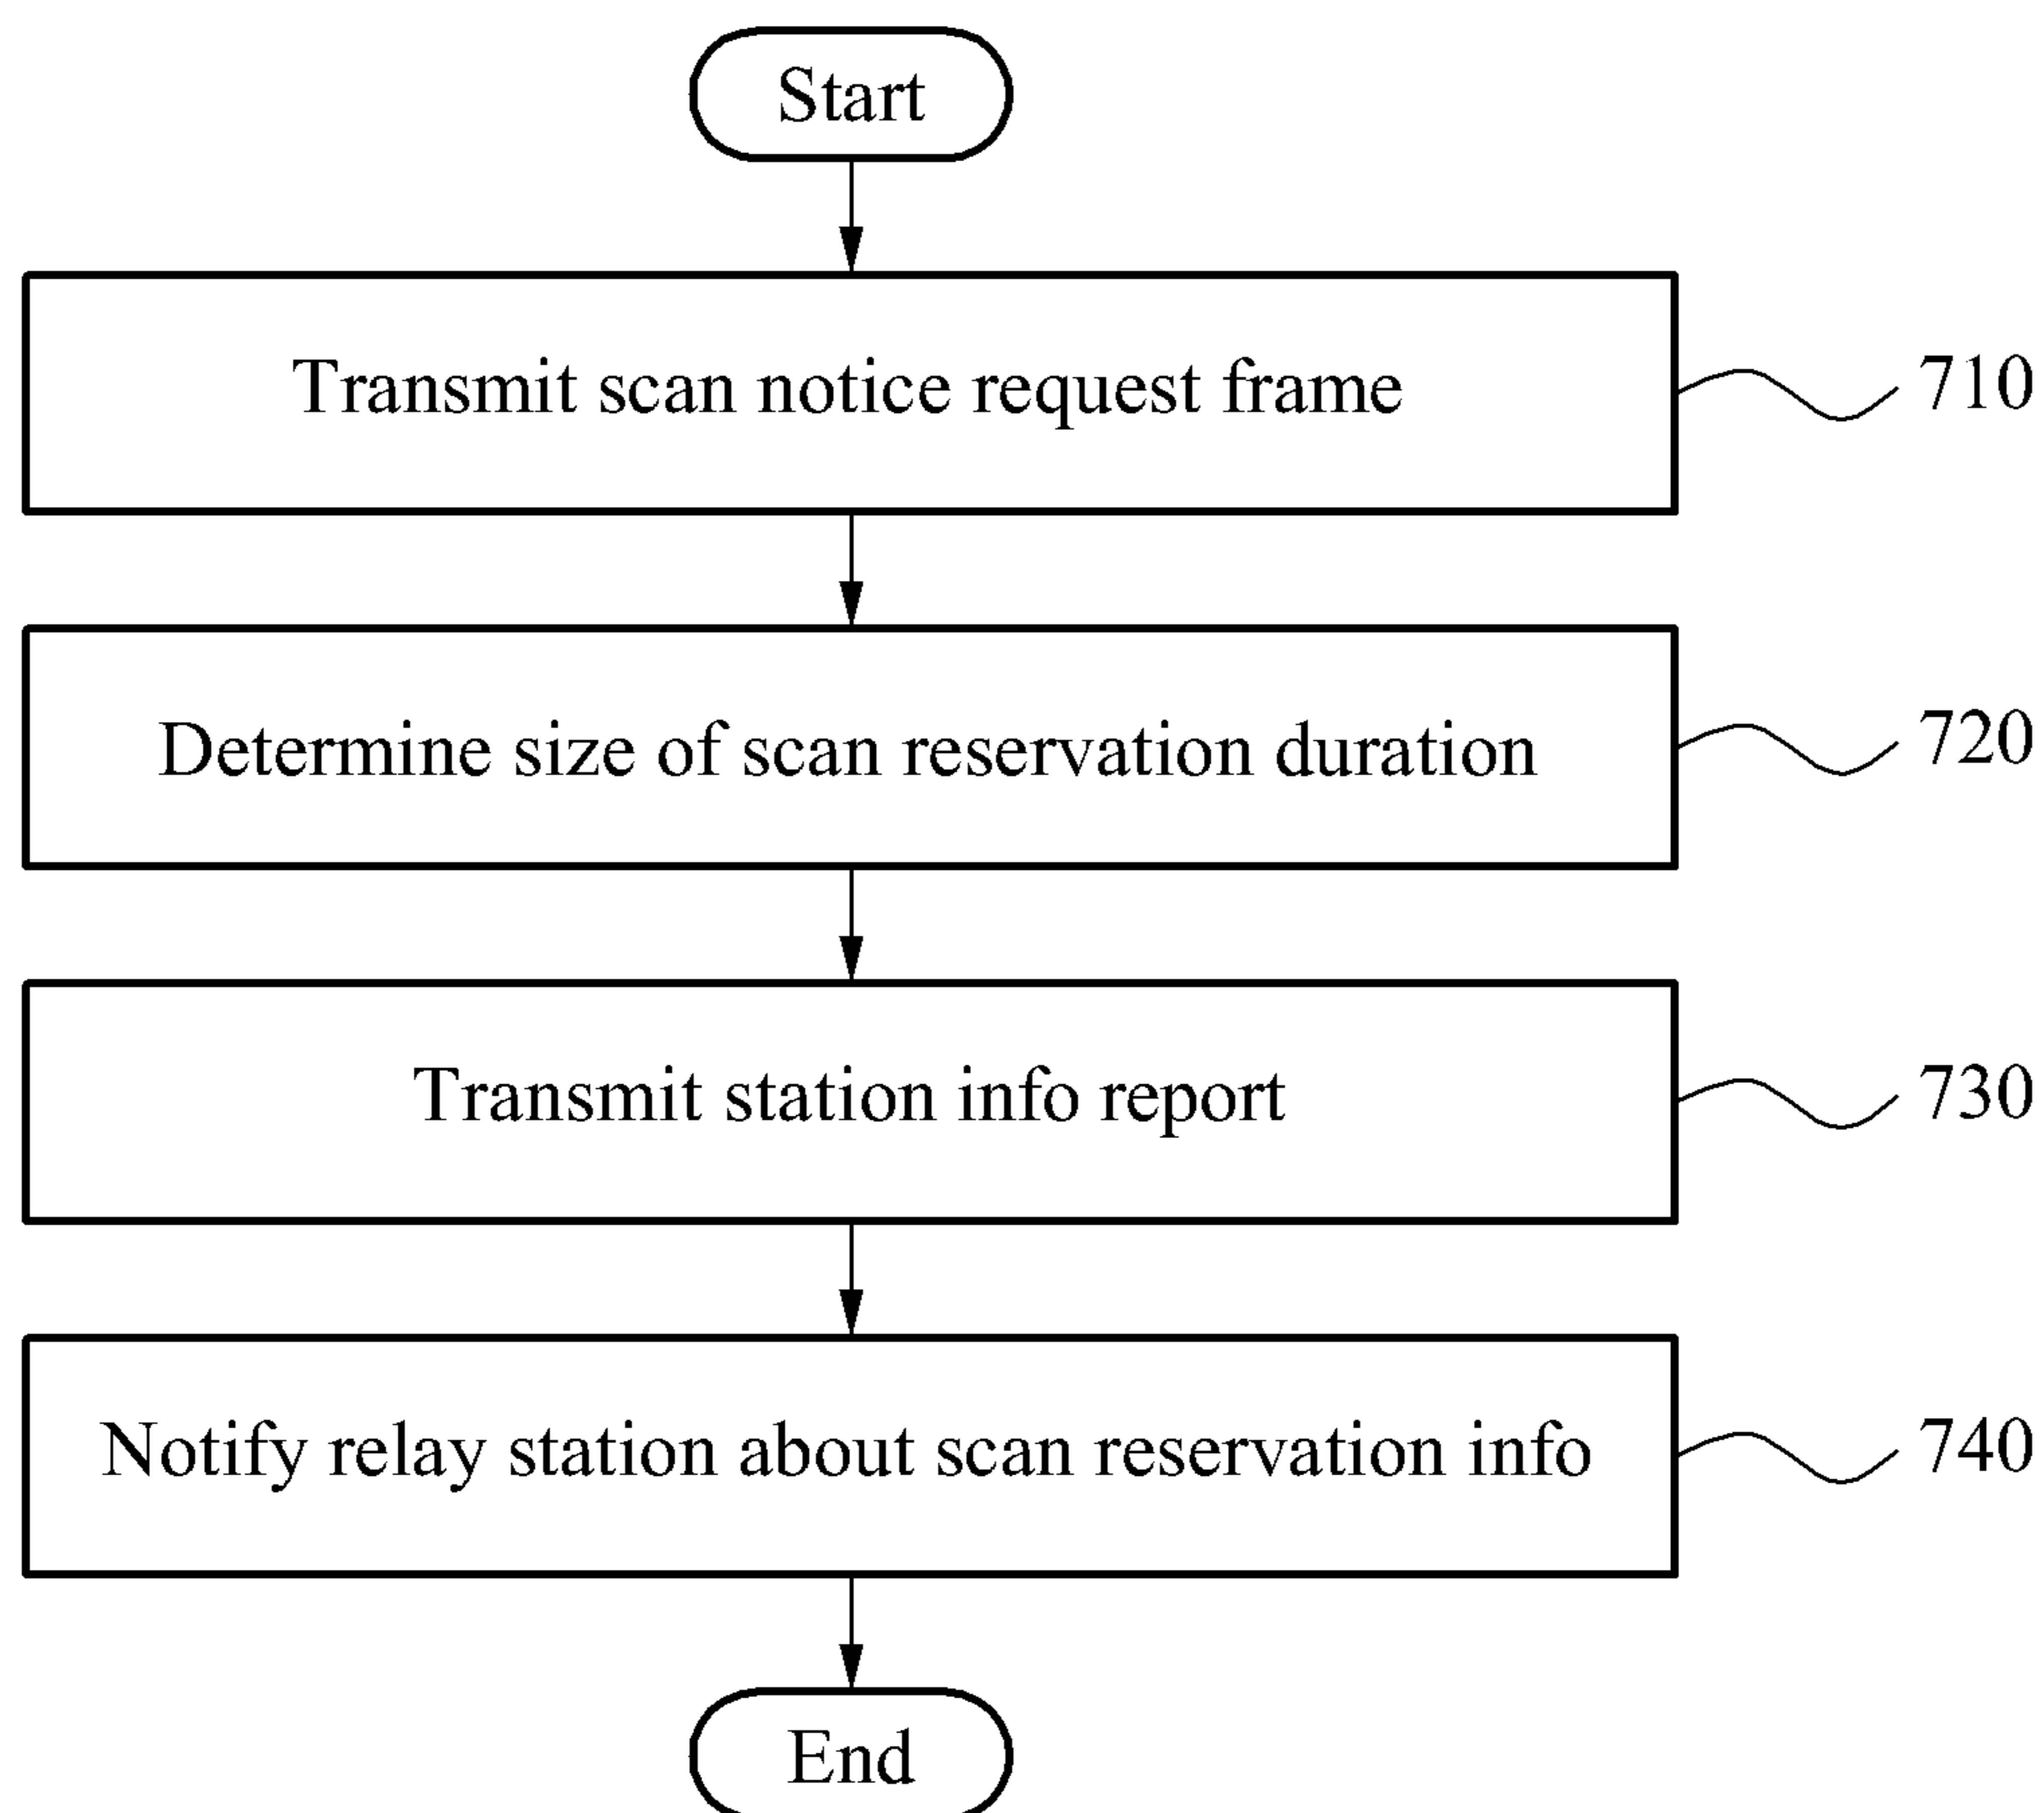 Start
Transmit scan notice request frame
710
Determine size of scan reservation duration
720
Transmit station info report
730
Notify relay station about scan reservation info
740
End